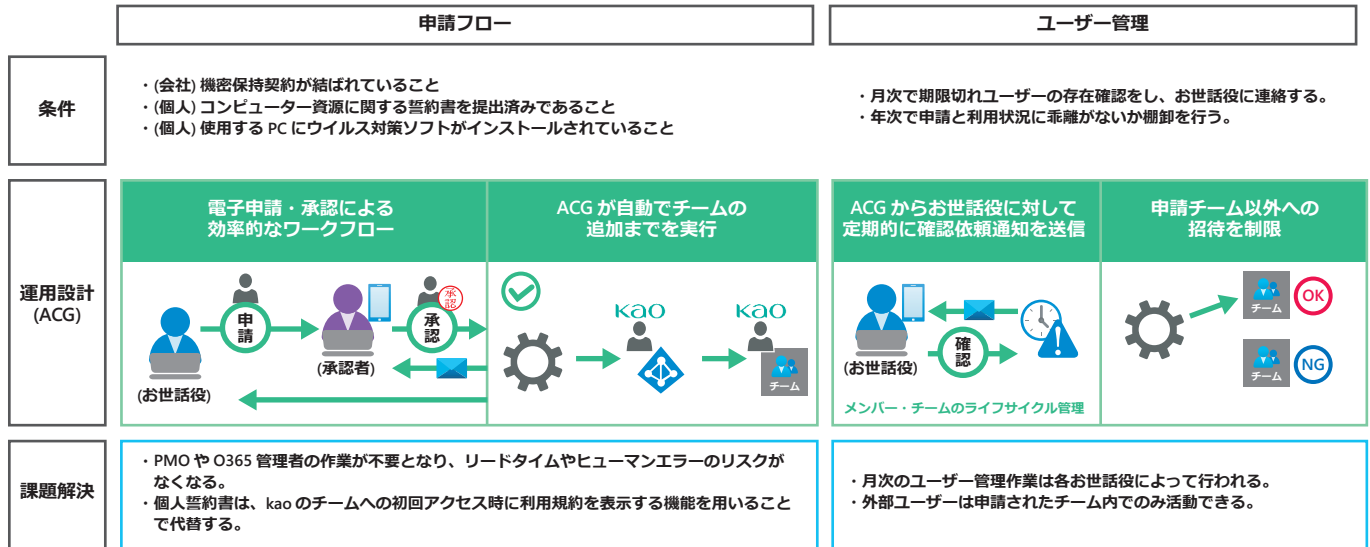 申請フロー
ユーザー管理
条件
・(会社) 機密保持契約が結ばれていること
・(個人) コンピューター資源に関する誓約書を提出済みであること
・(個人) 使用する PC にウイルス対策ソフトがインストールされていること
・月次で期限切れユーザーの存在確認をし、お世話役に連絡する。
・年次で申請と利用状況に乖離がないか棚卸を行う。
運用設計
(ACG)
電子申請・承認による
効率的なワークフロー
申
請
承
認
承
認
(承認者)
(お世話役)
ACG が自動でチームの
追加までを実行
kao
kao
チーム
ACG からお世話役に対して
定期的に確認依頼通知を送信
確
認
(お世話役)
メンバー・チームのライフサイクル管理
申請チーム以外への
招待を制限
チーム
OK
チーム
NG
課題解決
・PMO や O365 管理者の作業が不要となり、リードタイムやヒューマンエラーのリスクが
なくなる。
・個人誓約書は、kao のチームへの初回アクセス時に利用規約を表示する機能を用いること
で代替する。
・月次のユーザー管理作業は各お世話役によって行われる。
・外部ユーザーは申請されたチーム内でのみ活動できる。